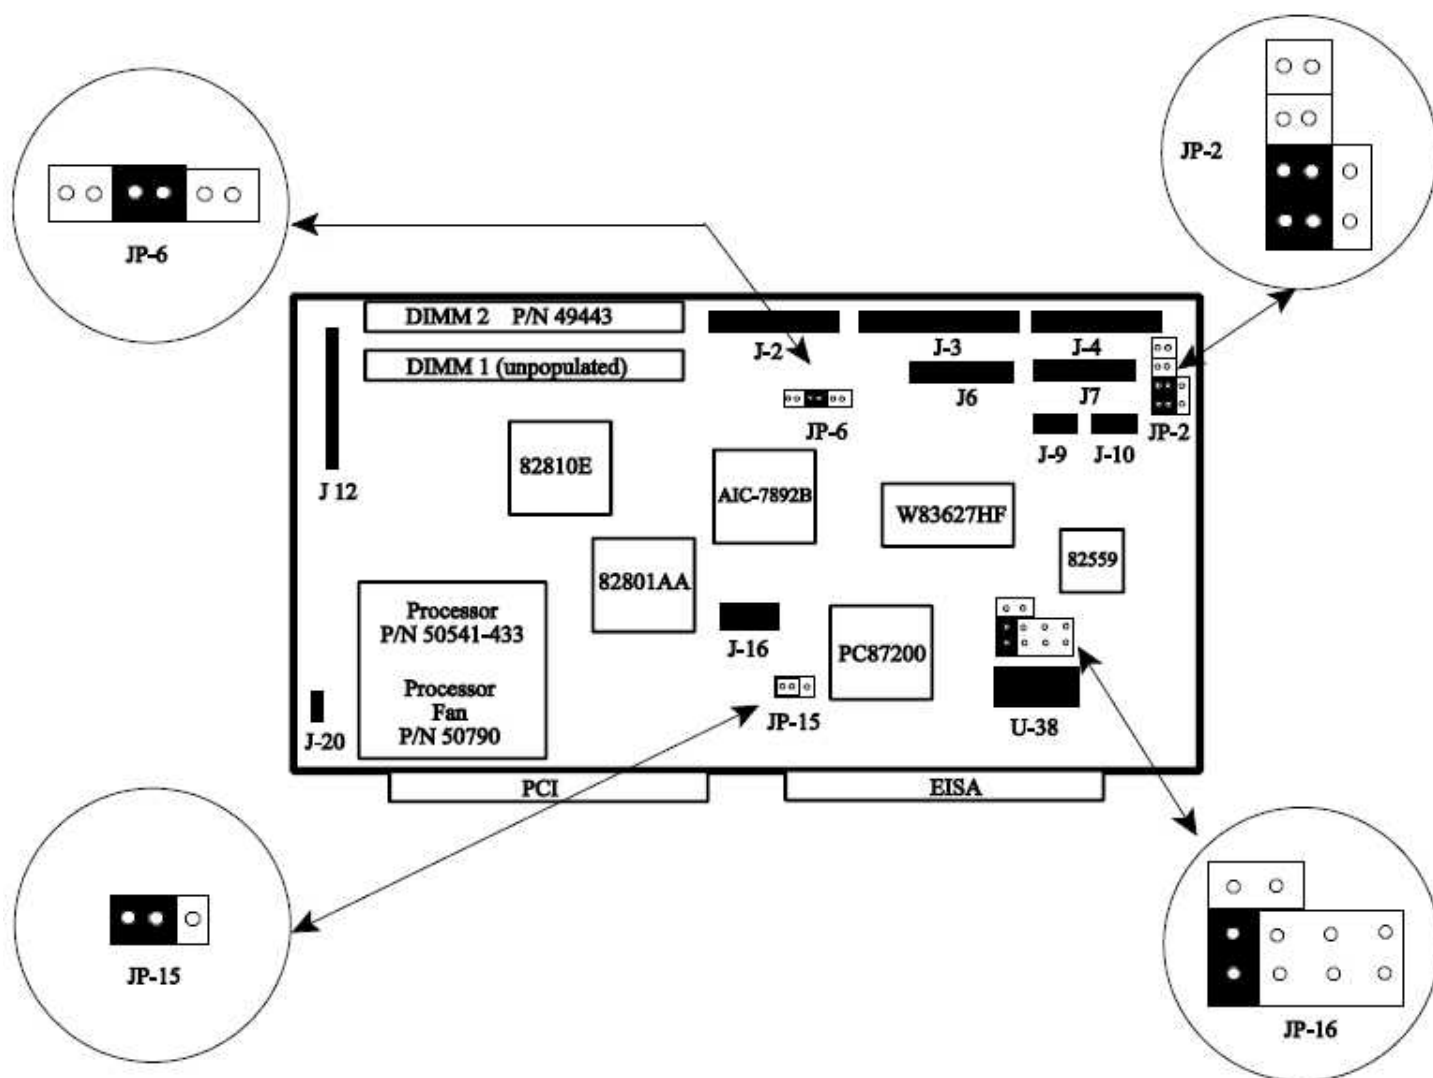 JP-2
JP-6
DIMM 2 P/N 49443
J-2
J-3
J-4
DIMM 1 (unpopulated)
J6
J7
JP-6
J-9
J-10
JP-2
J 12
82810E
AIC-7892B
W83627HF
82559
82801AA
Processor
P/N 50541-433
J-16
PC87200
Processor
Fan
P/N 50790
J-20
JP-15
U-38
PCI
EISA
JP-15
JP-16